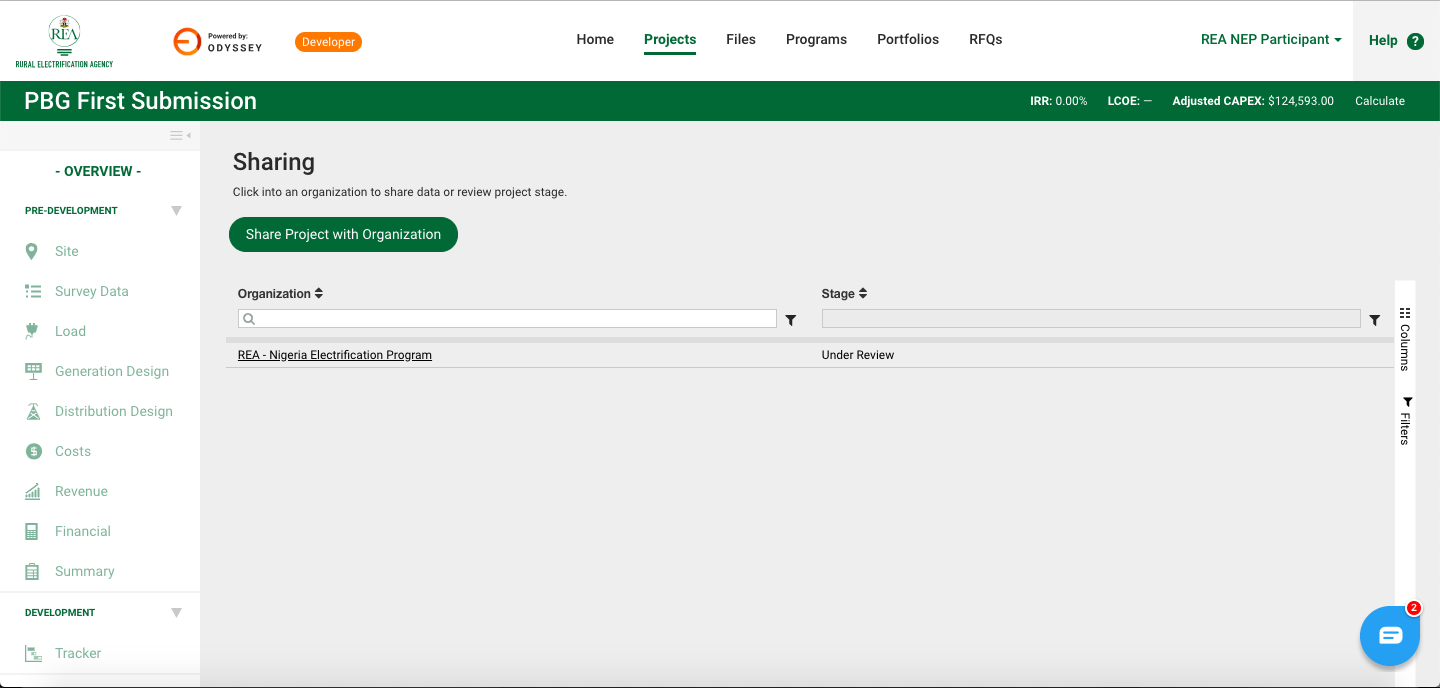 REA
RURAL ELECTRIFICATION AGENCY
Powered by:
ODYSSEY
Developer
Home
Projects
Files
Programs
Portfolios
RFQs
REA NEP Participant
Help ?
PBG First Submission
IRR: 0.00%
LCOE: —
Adjusted CAPEX: $124,593.00
Calculate
- OVERVIEW -
PRE-DEVELOPMENT
Site
Survey Data
Load
Generation Design
Distribution Design
Costs
Revenue
Financial
Summary
DEVELOPMENT
Tracker
Sharing
Click into an organization to share data or review project stage.
Share Project with Organization
Organization
Stage
REA - Nigeria Electrification Program
Under Review
Columns
Filters
2